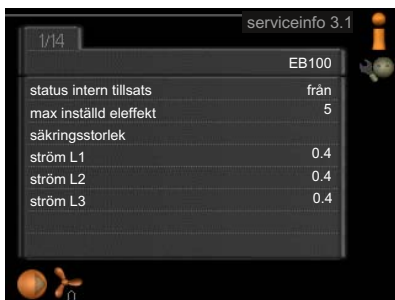 serviceinfo 3.1
1/14
EB100
status intern tillsats från
max inställd eleffekt 5
säkringsstorlek
ström L1 0.4
ström L2 0.4
ström L3 0.4